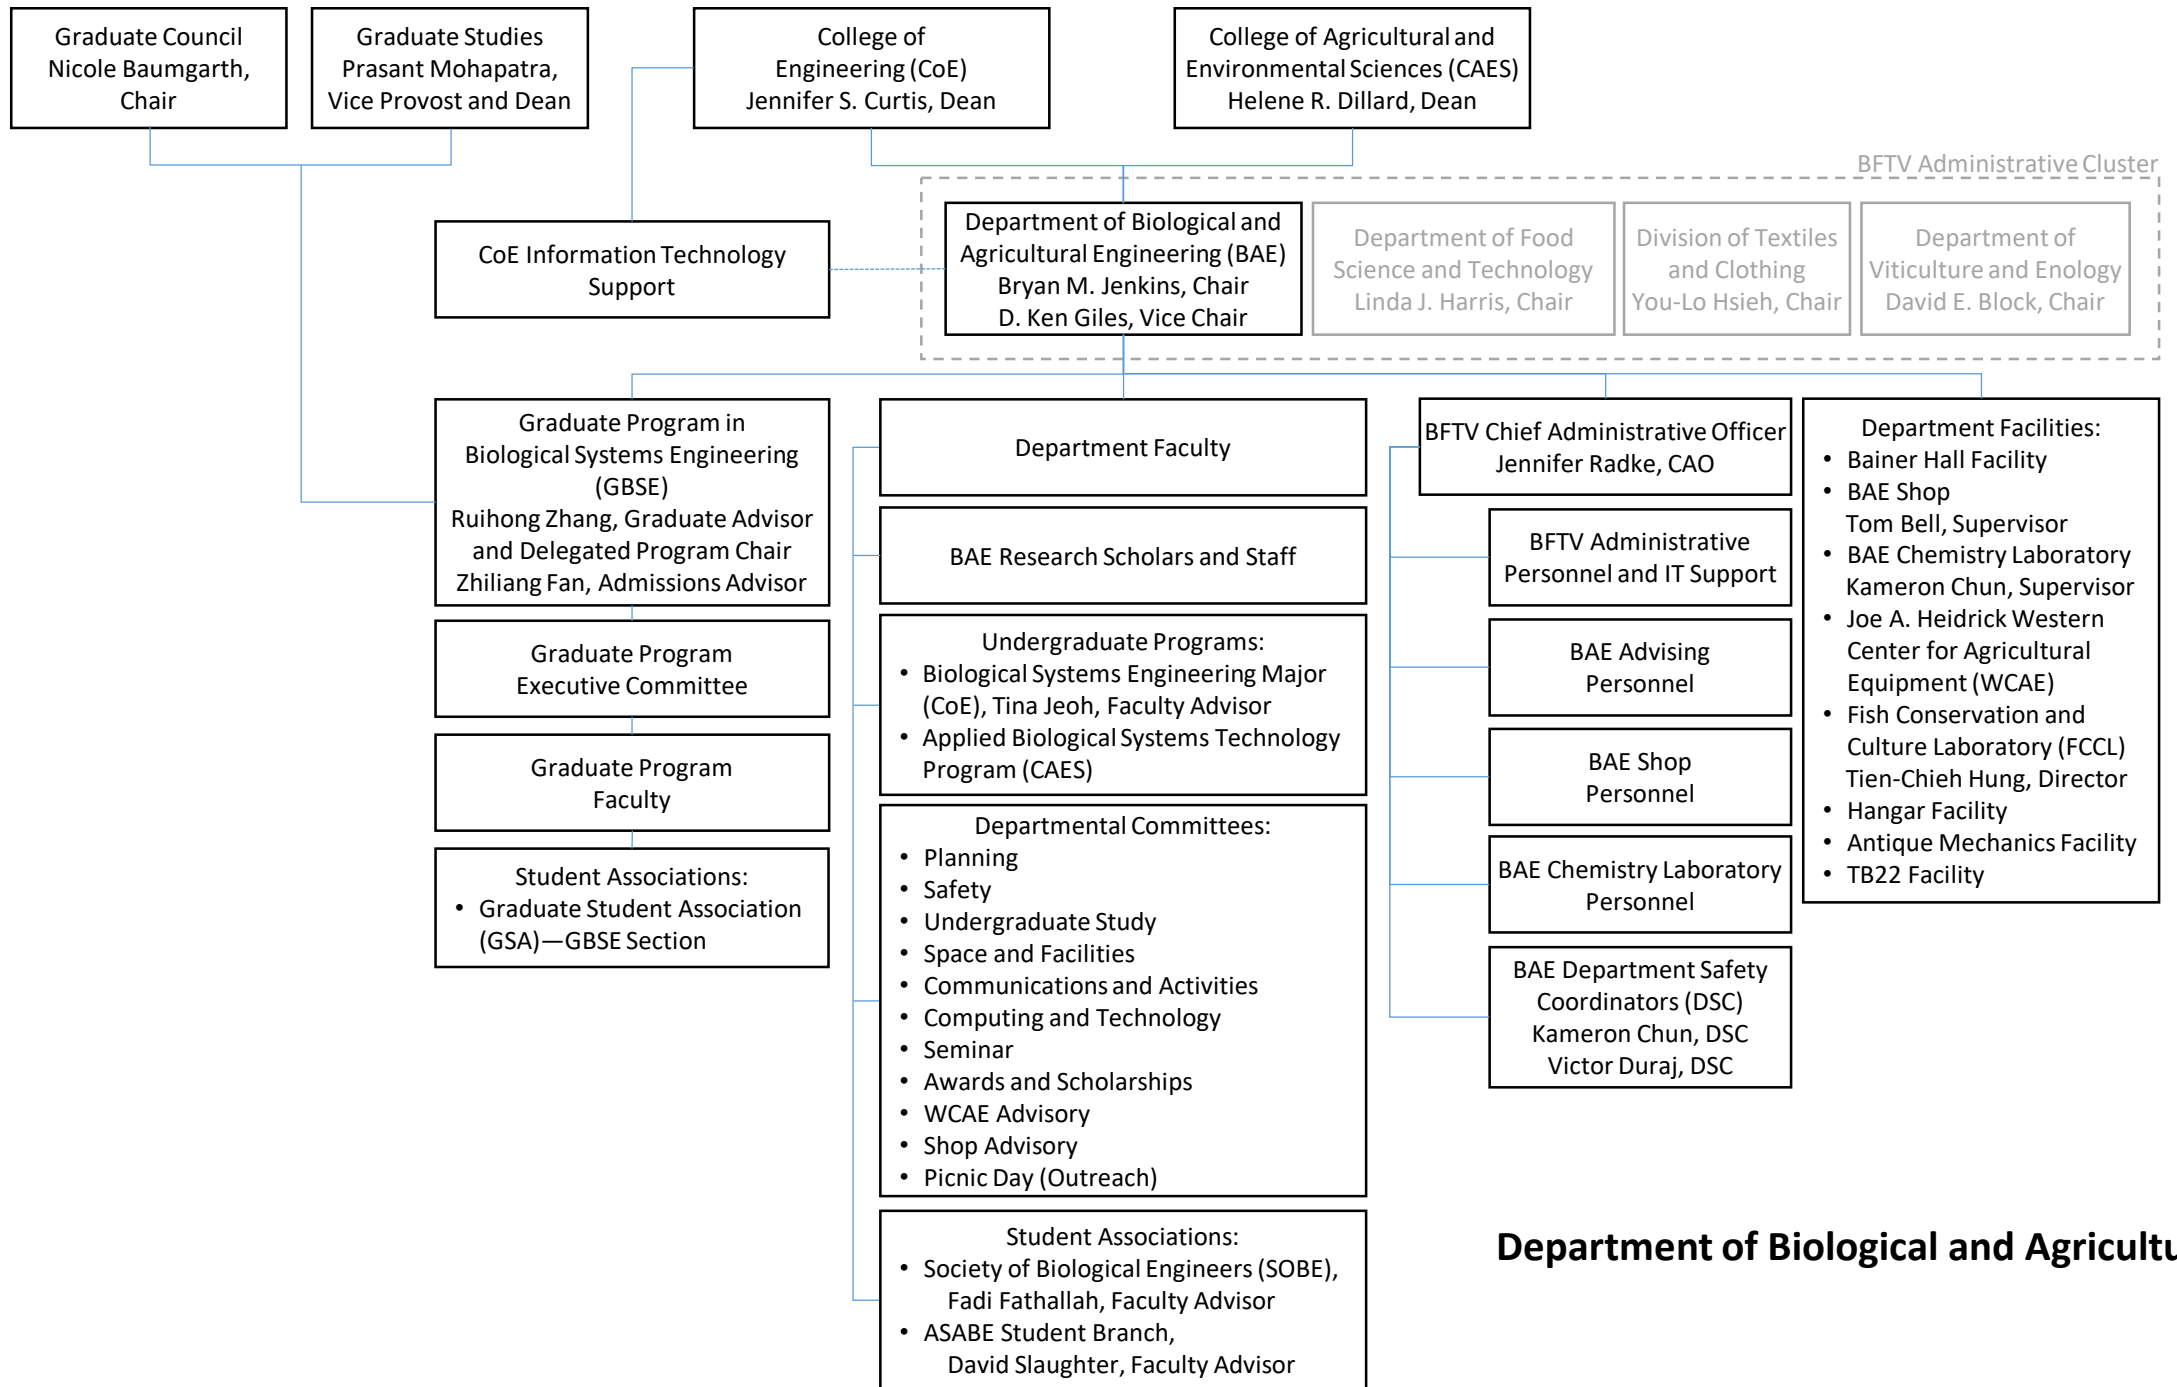 Graduate Council
Nicole Baumgarth,
Chair
Graduate Studies
Prasant Mohapatra,
Vice Provost and Dean
College of
Engineering (CoE)
Jennifer S. Curtis, Dean
College of Agricultural and
Environmental Sciences (CAES)
Helene R. Dillard, Dean
BFTV Administrative Cluster
CoE Information Technology
Support
Department of Biological and
Agricultural Engineering (BAE)
Bryan M. Jenkins, Chair
D. Ken Giles, Vice Chair
Department of Food
Science and Technology
Linda J. Harris, Chair
Division of Textiles
and Clothing
You-Lo Hsieh, Chair
Department of
Viticulture and Enology
David E. Block, Chair
Graduate Program in
Biological Systems Engineering
(GBSE)
Ruihong Zhang, Graduate Advisor
and Delegated Program Chair
Zhiliang Fan, Admissions Advisor
Graduate Program
Executive Committee
Graduate Program
Faculty
Student Associations:
• Graduate Student Association
(GSA)—GBSE Section
Department Faculty
BAE Research Scholars and Staff
Undergraduate Programs:
• Biological Systems Engineering Major
(CoE), Tina Jeoh, Faculty Advisor
• Applied Biological Systems Technology
Program (CAES)
Departmental Committees:
• Planning
• Safety
• Undergraduate Study
• Space and Facilities
• Communications and Activities
• Computing and Technology
• Seminar
• Awards and Scholarships
• WCAE Advisory
• Shop Advisory
• Picnic Day (Outreach)
Student Associations:
• Society of Biological Engineers (SOBE),
Fadi Fathallah, Faculty Advisor
• ASABE Student Branch,
David Slaughter, Faculty Advisor
BFTV Chief Administrative Officer
Jennifer Radke, CAO
BFTV Administrative
Personnel and IT Support
BAE Advising
Personnel
BAE Shop
Personnel
BAE Chemistry Laboratory
Personnel
BAE Department Safety
Coordinators (DSC)
Kameron Chun, DSC
Victor Duraj, DSC
Department Facilities:
• Bainer Hall Facility
• BAE Shop
Tom Bell, Supervisor
• BAE Chemistry Laboratory
Kameron Chun, Supervisor
• Joe A. Heidrick Western
Center for Agricultural
Equipment (WCAE)
• Fish Conservation and
Culture Laboratory (FCCL)
Tien-Chieh Hung, Director
• Hangar Facility
• Antique Mechanics Facility
• TB22 Facility
Department of Biological and Agricultu